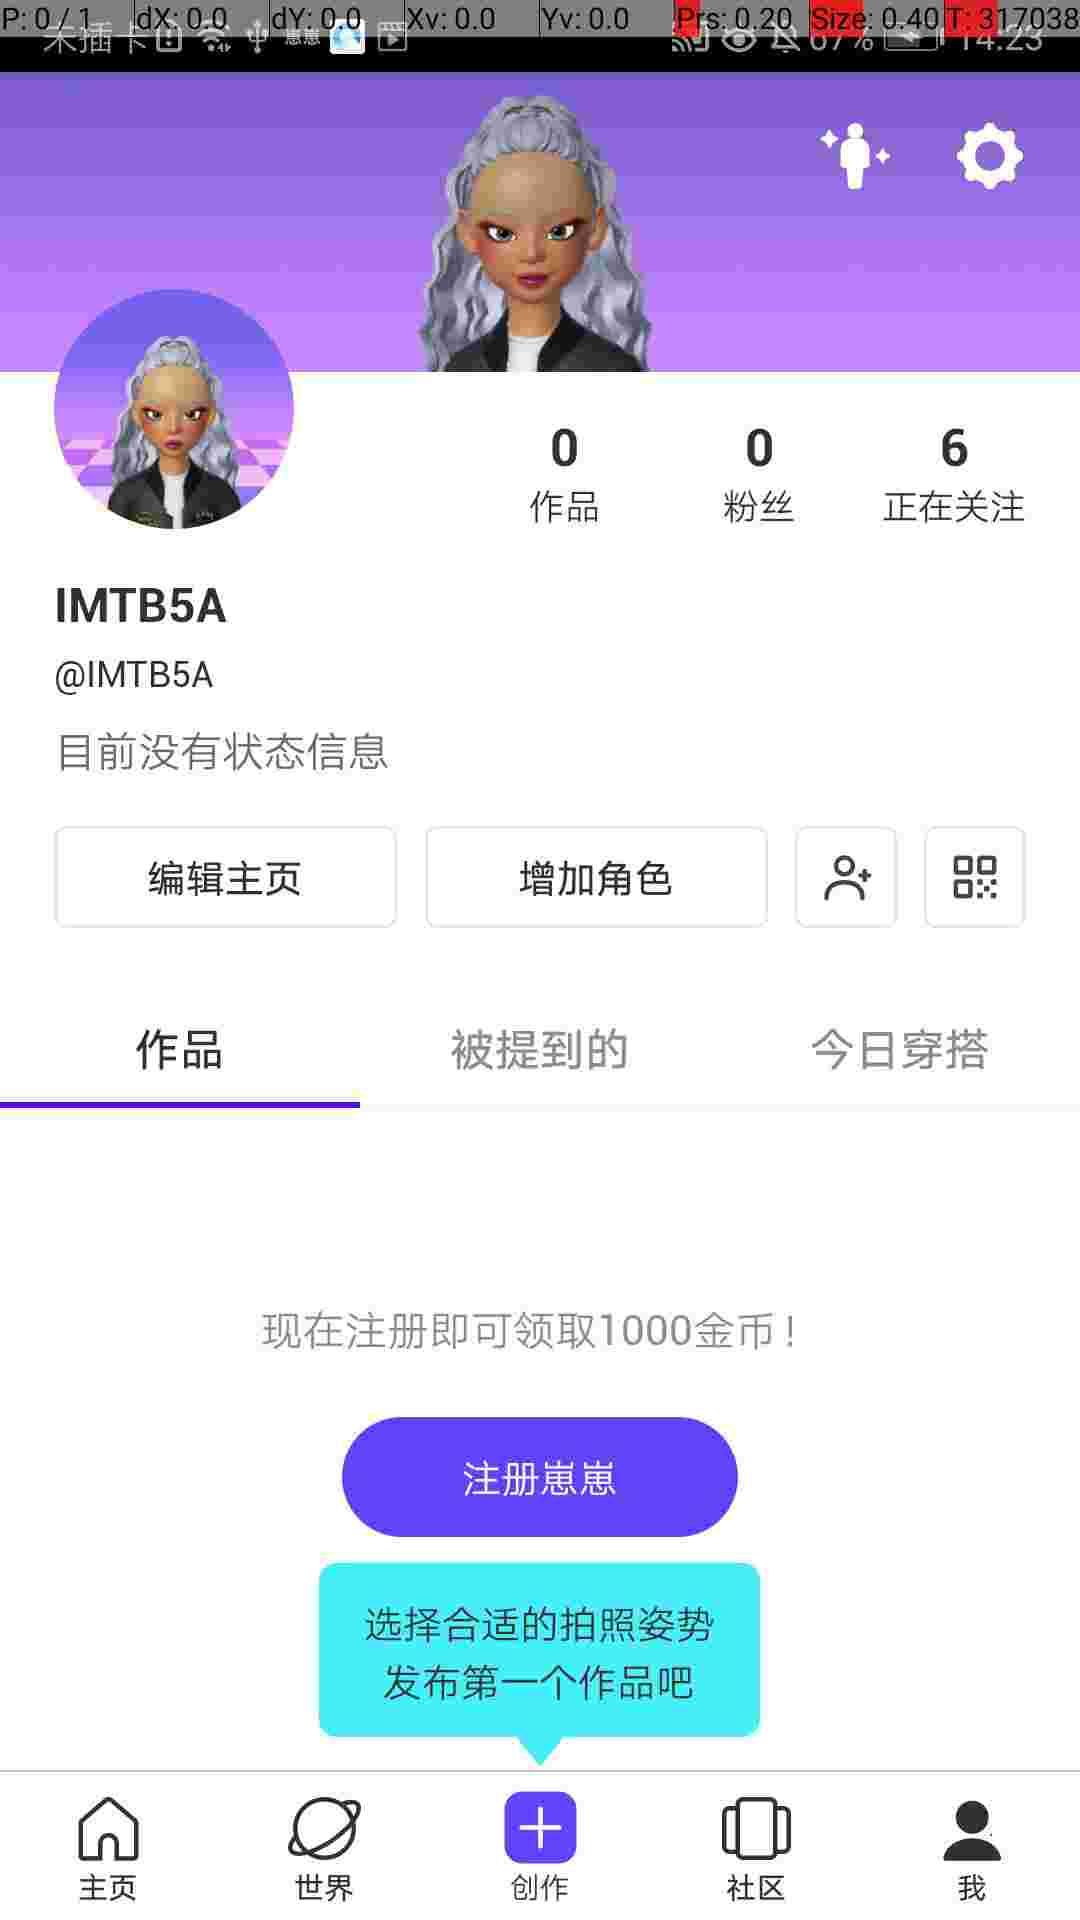 P: 0 / 1 dX: 0.0 dY: 0.0 Xv: 0.0 Yv: 0.0 Prs: 0.20 Size: 0.40 T: 317038
未插卡 崽崽 67% 14:23
0 0 6
作品 粉丝 正在关注
IMTB5A
@IMTB5A
目前没有状态信息
编辑主页 增加角色
作品 被提到的 今日穿搭
现在注册即可领取1000金币！
注册崽崽
选择合适的拍照姿势
发布第一个作品吧
主页 世界 创作 社区 我